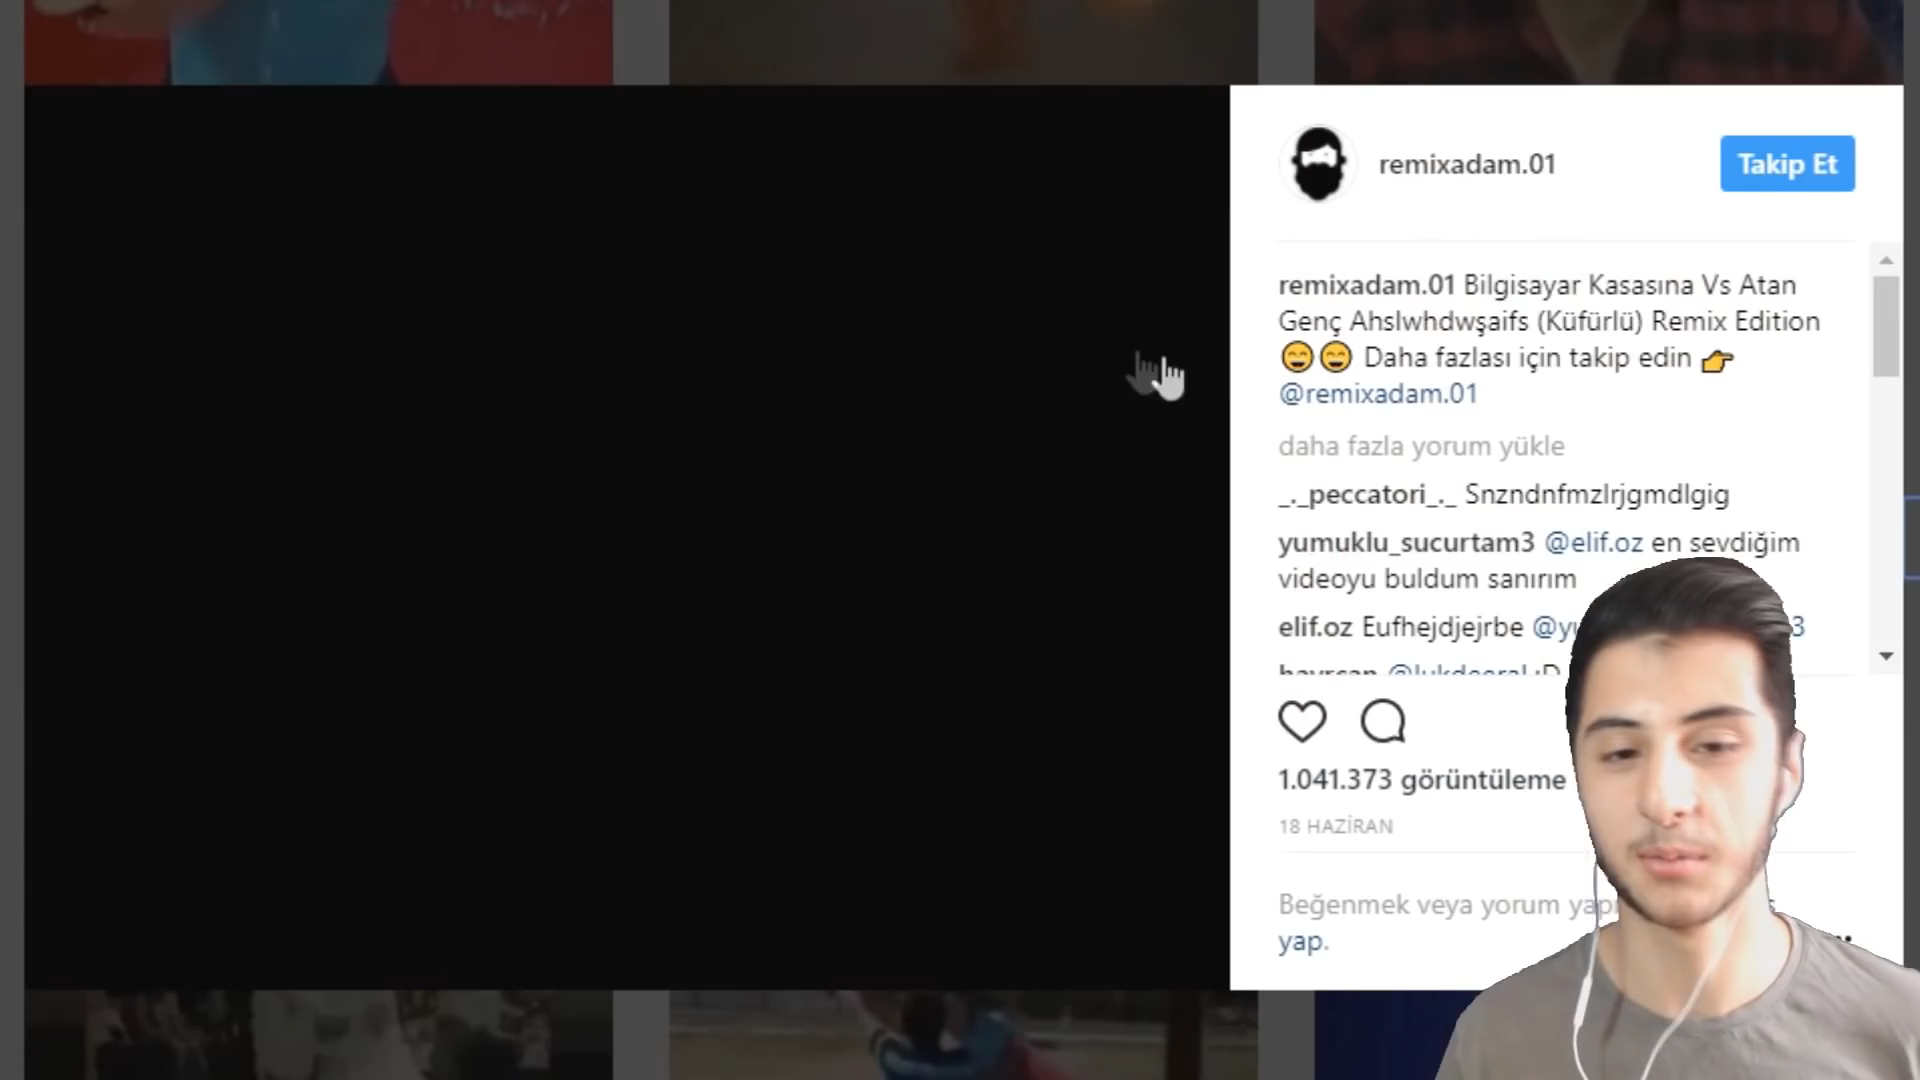 remixadam.01
Takip Et
remixadam.01 Bilgisayar Kasasına Vs Atan
Genç Ahslwhdwşaifs (Küfürlü) Remix Edition
😄😄 Daha fazlası için takip edin 👉
@remixadam.01
daha fazla yorum yükle
_._peccatori_._ Snzndnfmzlrjgmdlgig
yumuklu_sucurtam3 @elif.oz en sevdiğim
videoyu buldum sanırım
elif.oz Eufhejdjejrbe
1.041.373 görüntüleme
18 HAZİRAN
Beğenmek veya yorum
yap.